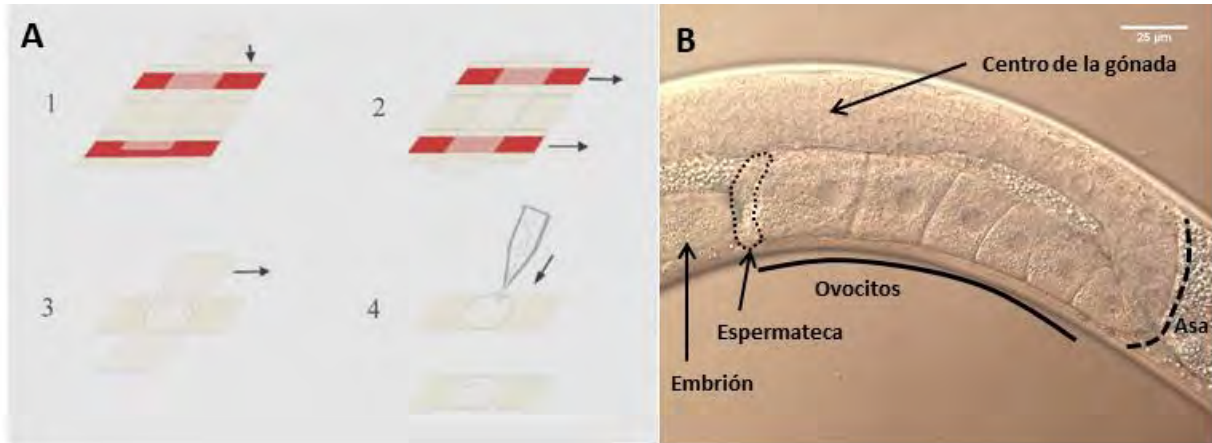 A
1
2
3
4
B
25 µm
Centro de la gónada
Ovocitos
Asa
Espermateca
Embrión